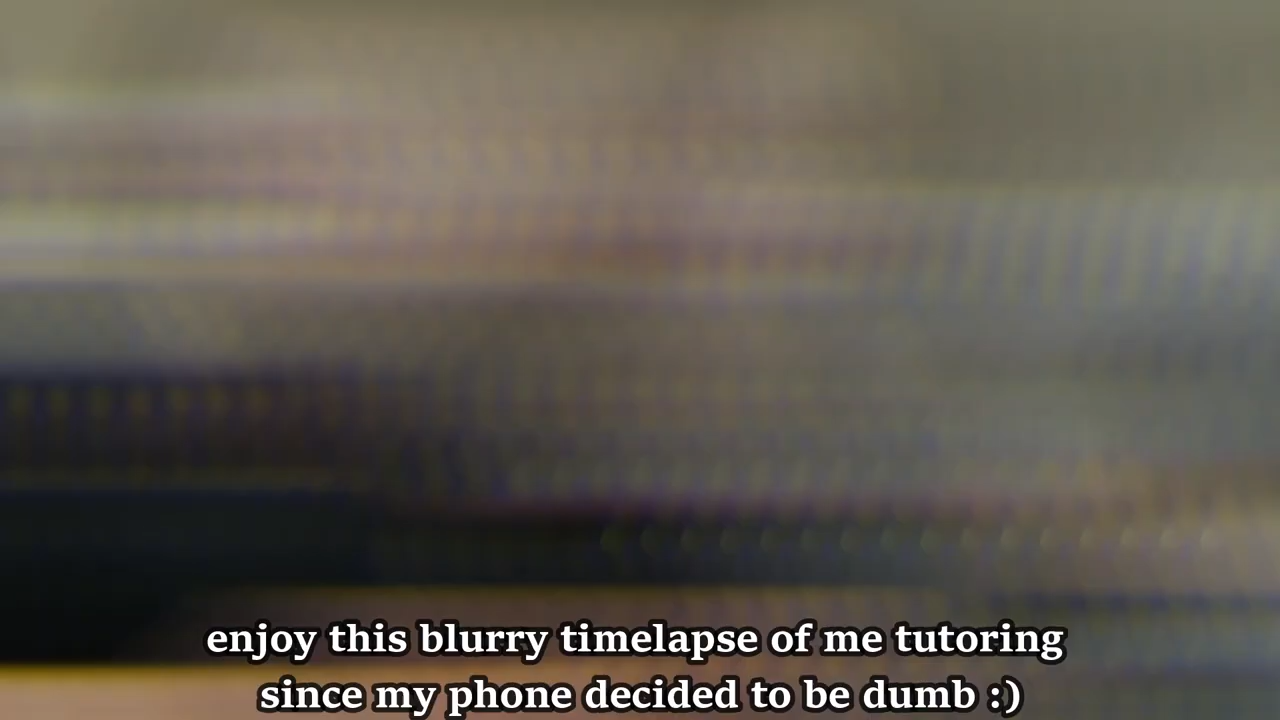 enjoy this blurry timelapse of me tutoring
since my phone decided to be dumb :)